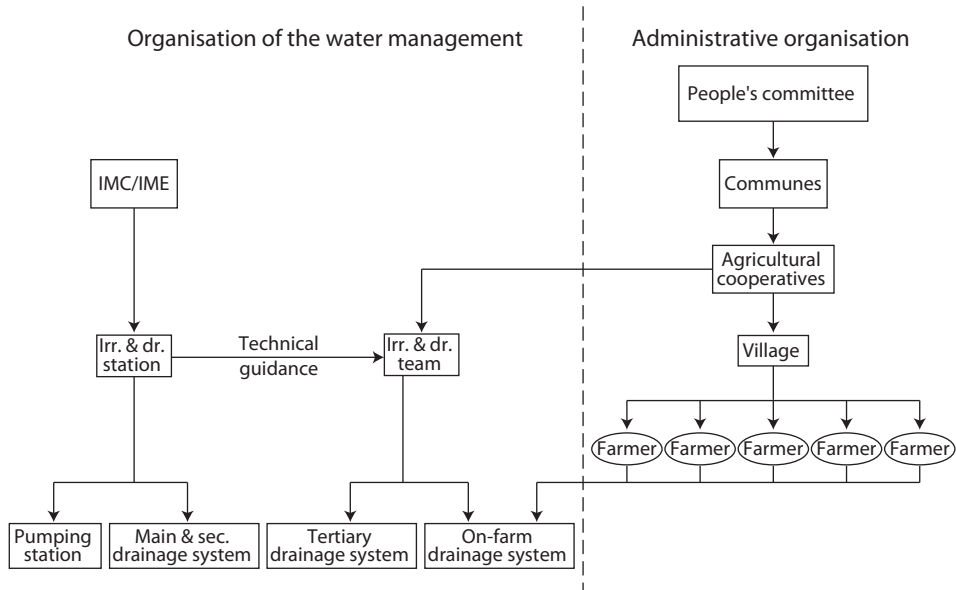 Organisation of the water management
Administrative organisation
People's committee
IMC/IME
Communes
Agricultural
cooperatives
Irr. & dr.
station
Technical
guidance
Irr. & dr.
team
Village
Farmer
Farmer
Farmer
Farmer
Farmer
Pumping
station
Main & sec.
drainage system
Tertiary
drainage system
On-farm
drainage system